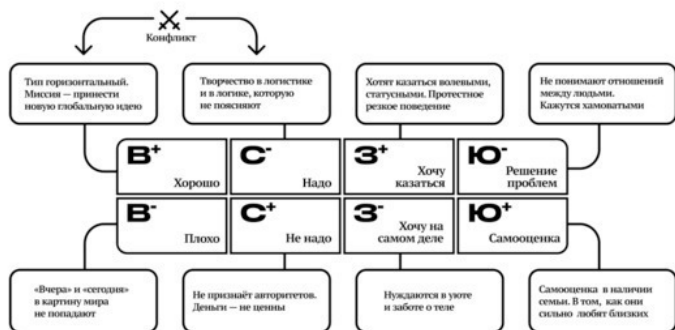 Конфликт
Тип горизонтальный.
Миссия — принести
новую глобальную идею
Творчество в логистике
и в логике, которую
не поясняют
Хотят казаться волевыми,
статусными. Протестное
резкое поведение
Не понимают отношений
между людьми.
Кажутся хамоватыми
В+
Хорошо
С-
Надо
З+
Хочу
казаться
Ю-
Решение
проблем
В-
Плохо
С+
Не надо
З-
Хочу на
самом деле
Ю+
Самооценка
«Вчера» и «сегодня»
в картину мира
не попадают
Не признаёт авторитетов.
Деньги — не ценны
Нуждаются в уюте
и заботе о теле
Самооценка в наличии
семьи. В том, как они
сильно любят близких